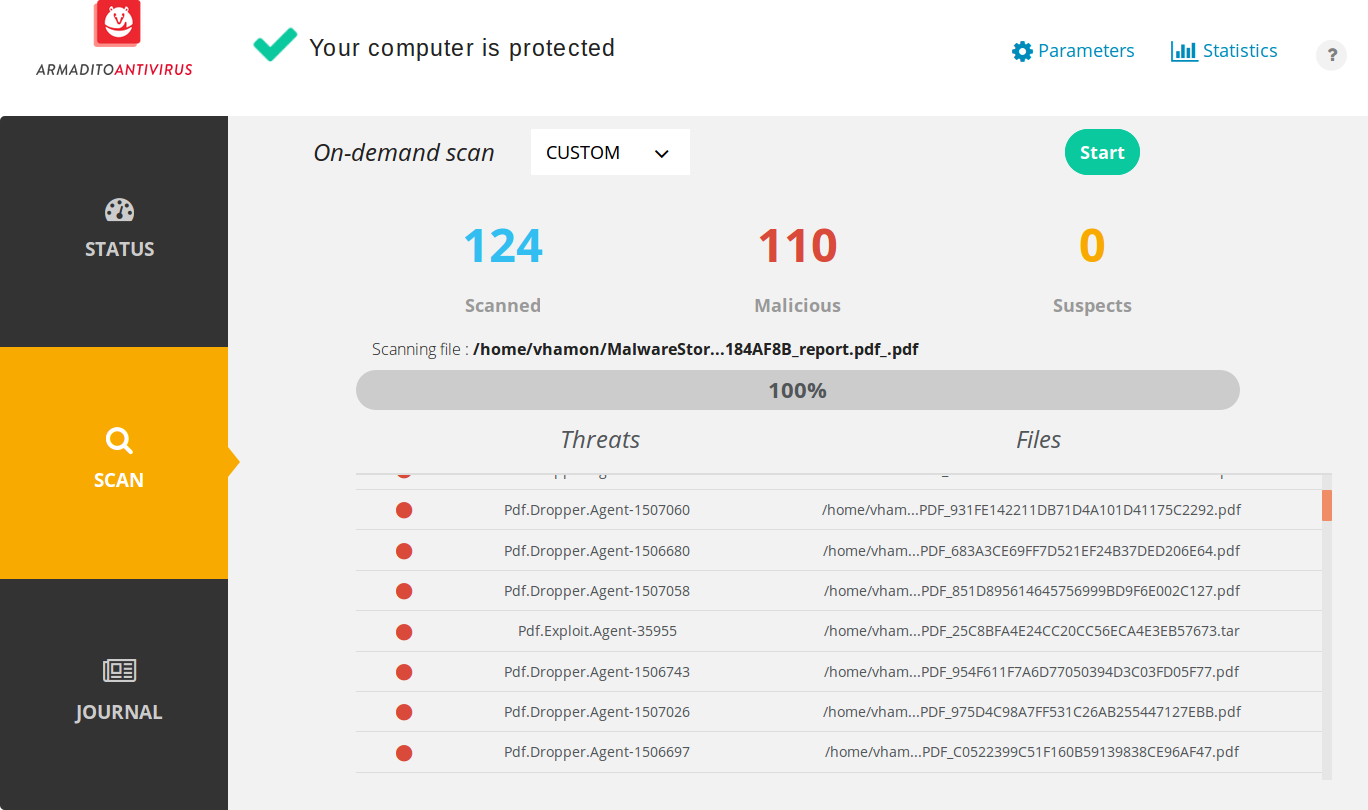 ARMADITOANTIVIRUS
Your computer is protected
Parameters
Statistics
?
On-demand scan
CUSTOM
Start
STATUS
SCAN
JOURNAL
124
110
0
Scanned
Malicious
Suspects
Scanning file : /home/vhamon/MalwareStor...184AF8B_report.pdf_.pdf
100%
Threats Files
Pdf.Dropper.Agent-1507060 /home/vham...PDF_931FE142211DB71D4A101D41175C2292.pdf
Pdf.Dropper.Agent-1506680 /home/vham...PDF_683A3CE69FF7D521EF24B37DED206E64.pdf
Pdf.Dropper.Agent-1507058 /home/vham...PDF_851D895614645756999BD9F6E002C127.pdf
Pdf.Exploit.Agent-35955 /home/vham...PDF_25C8BFA4E24CC20CC56ECA4E3EB57673.tar
Pdf.Dropper.Agent-1506743 /home/vham...PDF_954F611F7A6D77050394D3C03FD05F77.pdf
Pdf.Dropper.Agent-1507026 /home/vham...PDF_975D4C98A7FF531C26AB255447127EBB.pdf
Pdf.Dropper.Agent-1506697 /home/vham...PDF_C0522399C51F160B59139838CE96AF47.pdf